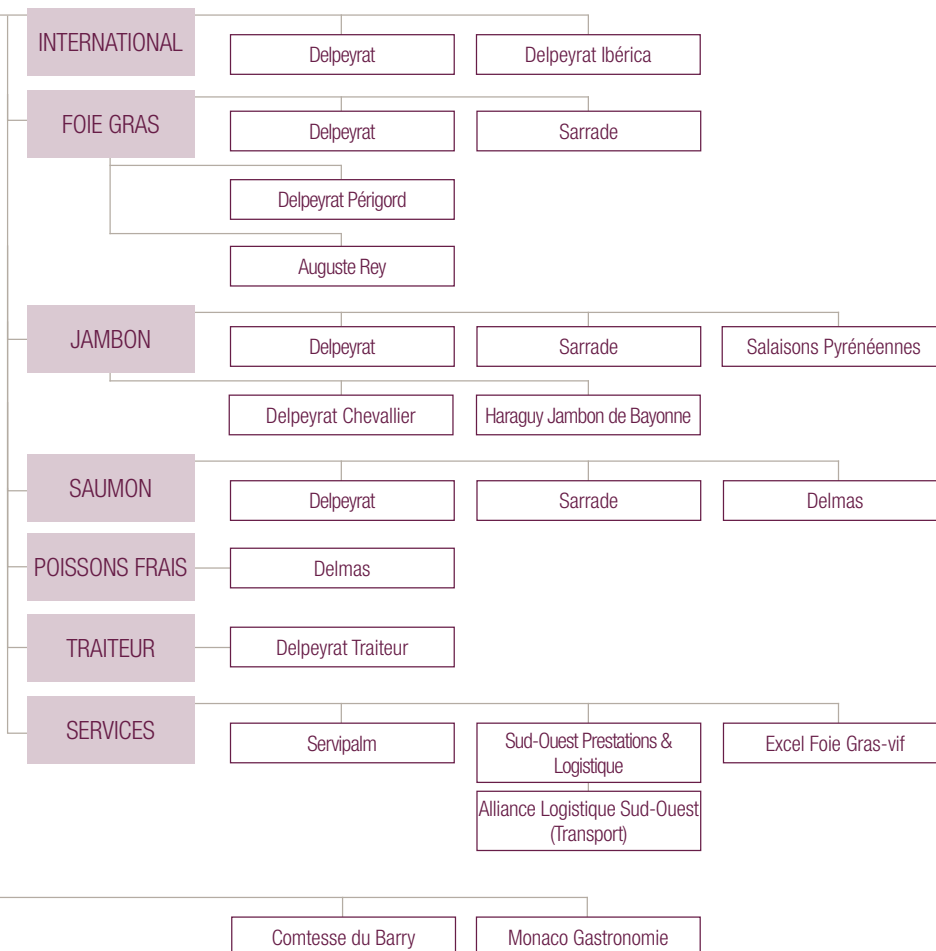 INTERNATIONAL
Delpeyrat
Delpeyrat Ibérica
FOIE GRAS
Delpeyrat
Sarrade
Delpeyrat Périgord
Auguste Rey
JAMBON
Delpeyrat
Sarrade
Salaisons Pyrénéennes
Delpeyrat Chevallier
Haraguy Jambon de Bayonne
SAUMON
Delpeyrat
Sarrade
Delmas
POISSONS FRAIS
Delmas
TRAITEUR
Delpeyrat Traiteur
SERVICES
Servipalm
Sud-Ouest Prestations &
Logistique
Excel Foie Gras-vif
Alliance Logistique Sud-Ouest
(Transport)
Comtesse du Barry
Monaco Gastronomie